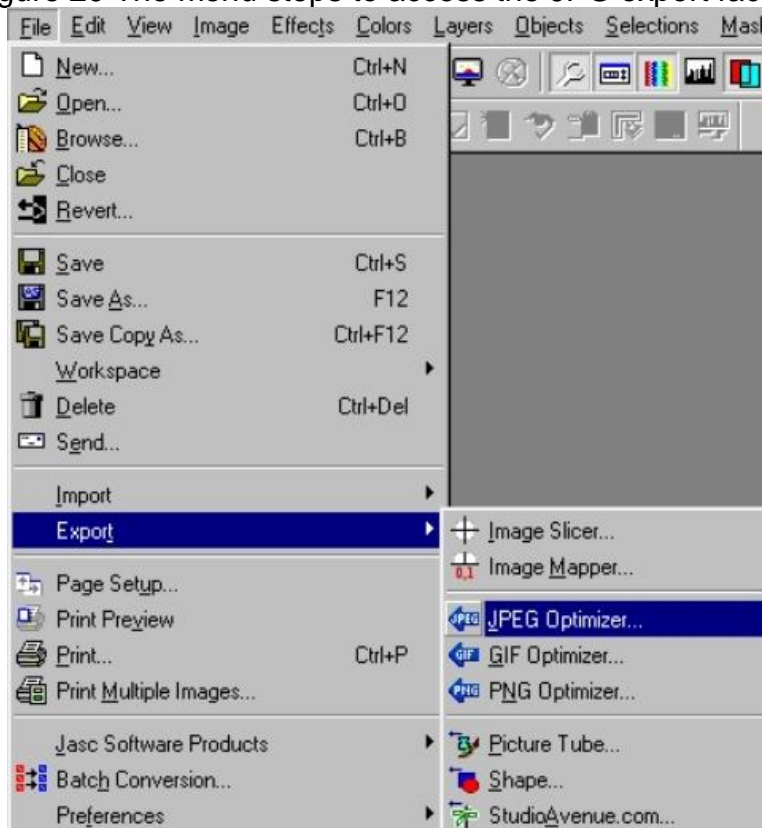 File Edit View Image Effects Colors Layers Objects Selections
New... Ctrl+N
Open... Ctrl+O
Browse... Ctrl+B
Close
Revert...
Save Ctrl+S
Save As... F12
Save Copy As... Ctrl+F12
Workspace
Delete Ctrl+Del
Send...
Import
Export
Image Slicer...
Image Mapper...
Page Setup...
Print Preview
JPEG Optimizer...
Print... Ctrl+P
GIF Optimizer...
Print Multiple Images...
PNG Optimizer...
Jasc Software Products
Picture Tube...
Batch Conversion...
Shape...
Preferences
StudioAvenue.com...